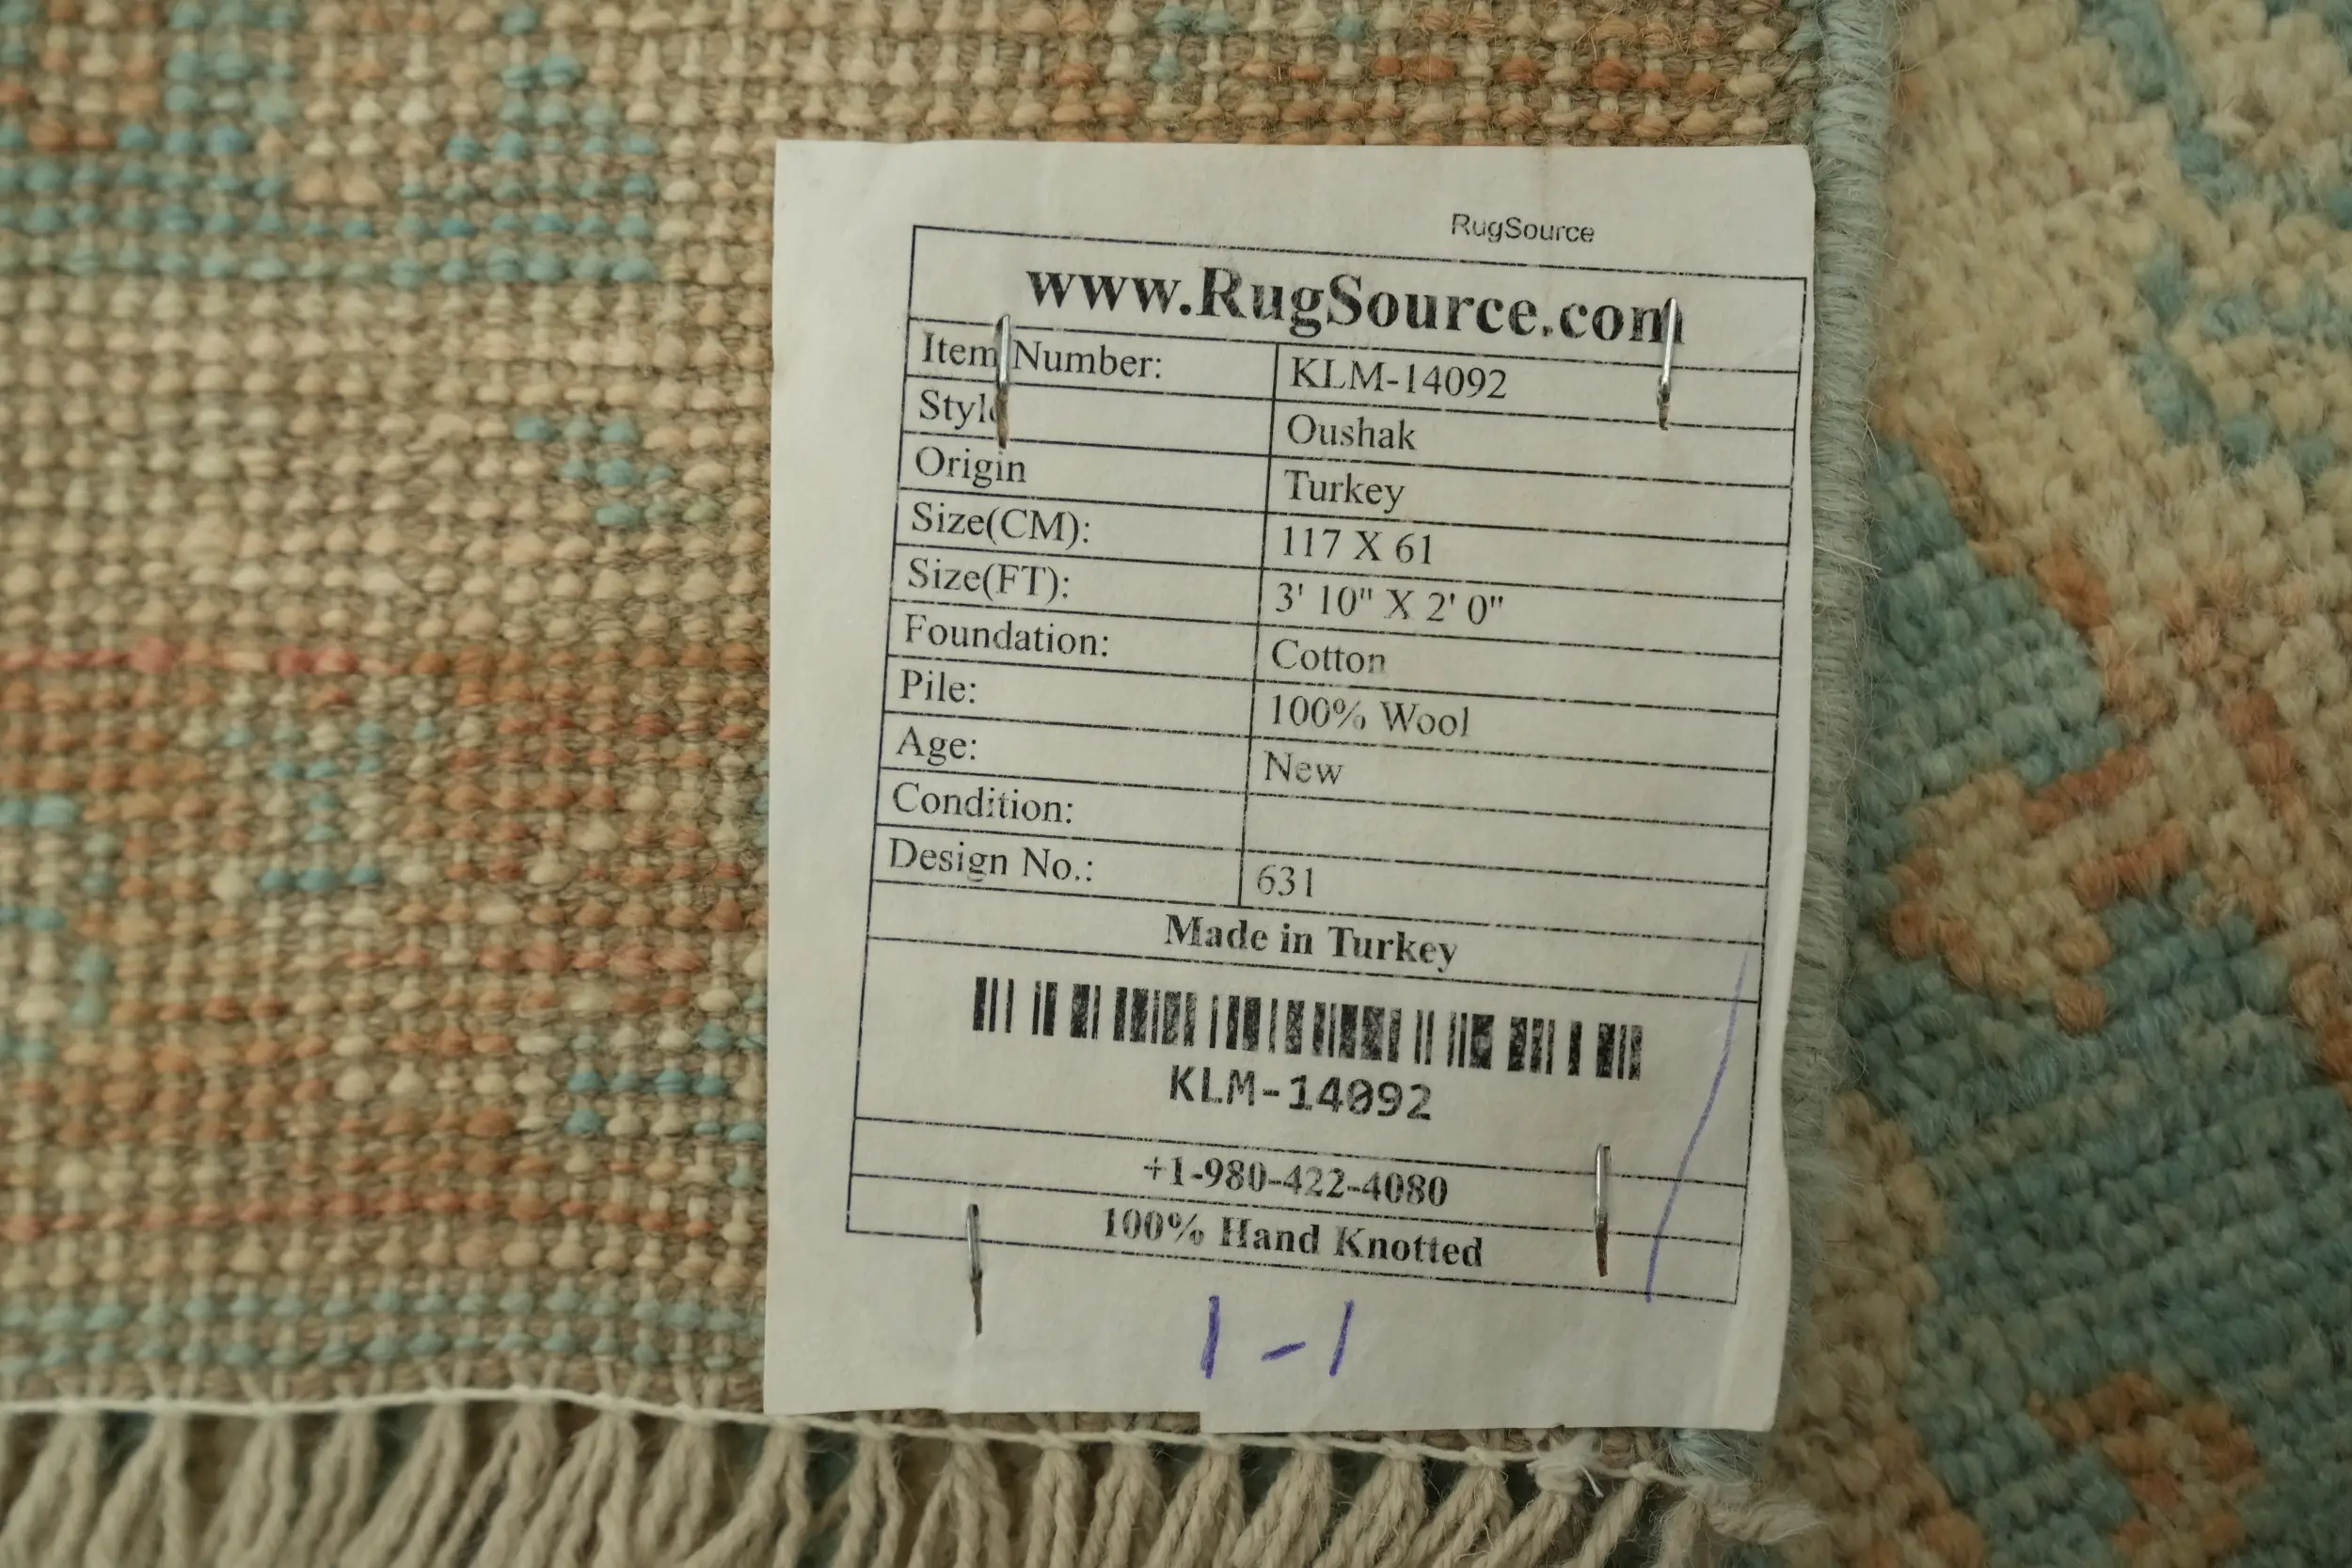 RugSource
www.RugSource.com
Item Number: KLM-14092
Style Oushak
Origin Turkey
Size(CM): 117 X 61
Size(FT): 3' 10" X 2' 0"
Foundation: Cotton
Pile: 100% Wool
Age: New
Condition:
Design No.: 631
Made in Turkey
KLM-14092
+1-980-422-4080
100% Hand Knotted
1-1